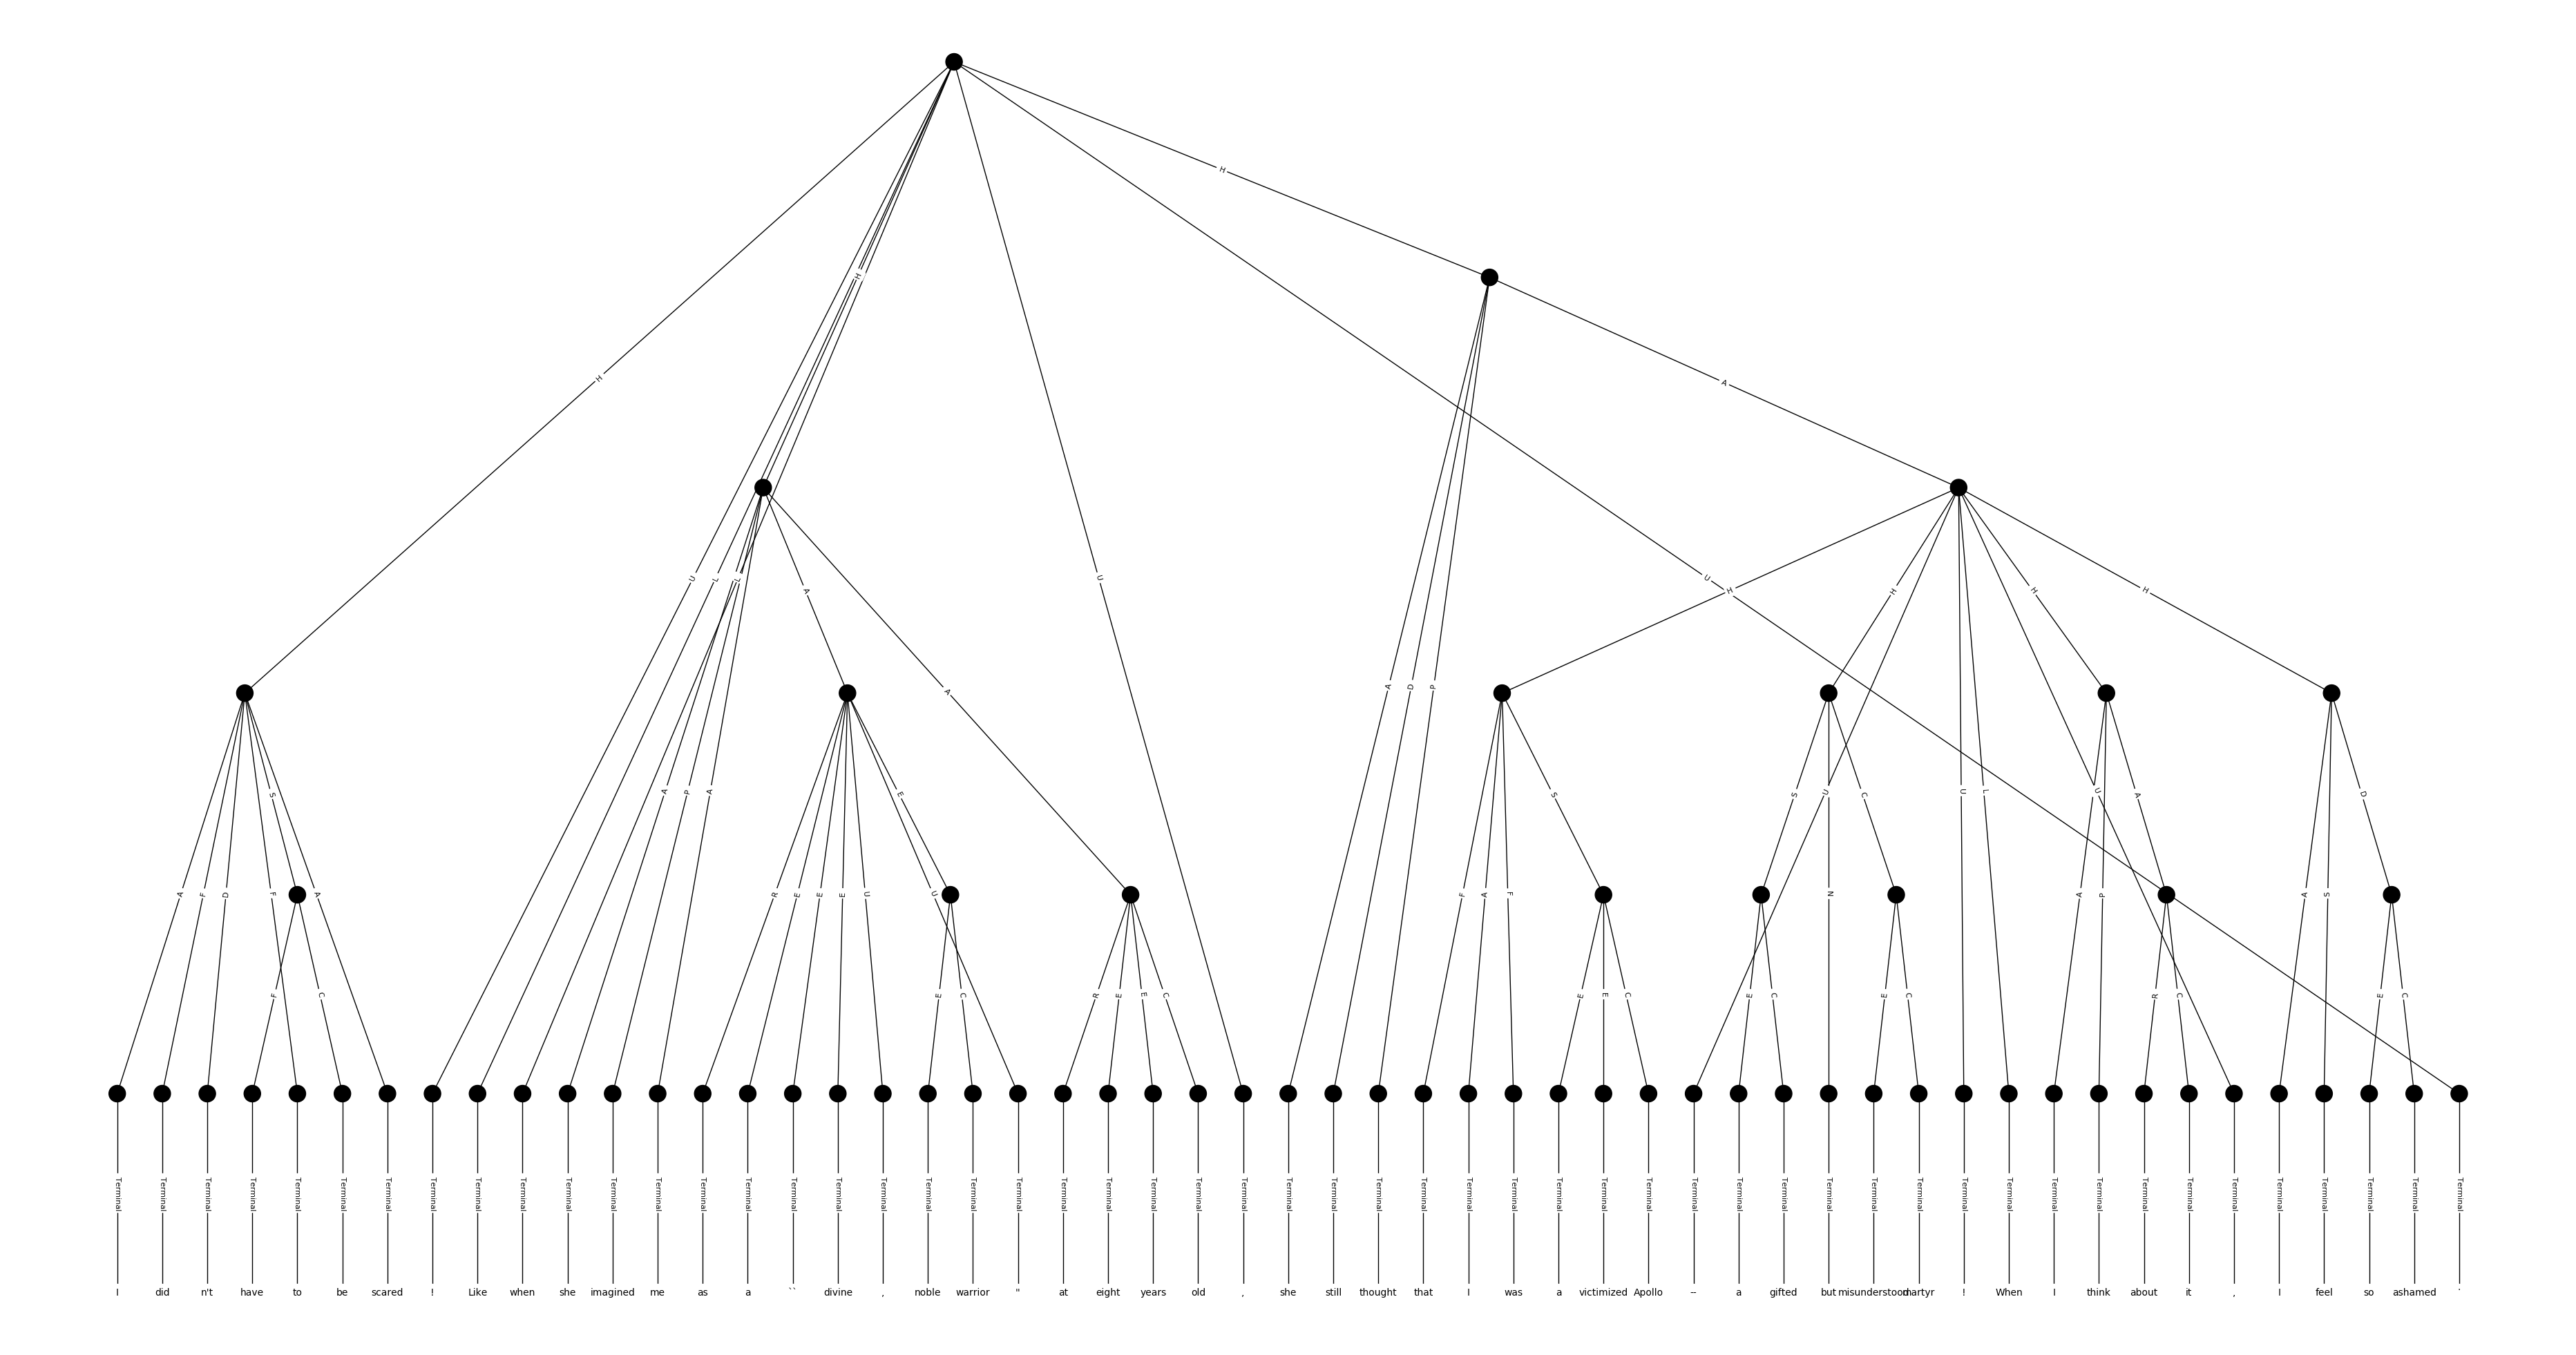 H
H
H
A
U L L A U U H H H H
A P A A A D P
S S U C U L U A D
A F D F S A R E E E U U E F A F S N A P A S
F C E C R E E C E E C E C E C R C E C
Terminal Terminal Terminal Terminal Terminal Terminal Terminal Terminal Terminal Terminal Terminal Terminal Terminal Terminal Terminal Terminal Terminal Terminal Terminal Terminal Terminal Terminal Terminal Terminal Terminal Terminal Terminal Terminal Terminal Terminal Terminal Terminal Terminal Terminal Terminal Terminal Terminal Terminal Terminal Terminal Terminal Terminal Terminal Terminal Terminal Terminal Terminal Terminal Terminal Terminal Terminal Terminal Terminal
I did n't have to be scared ! Like when she imagined me as a `` divine , noble warrior " at eight years old , she still thought that I was a victimized Apollo -- a gifted but misunderstood martyr ! When I think about it , I feel so ashamed .